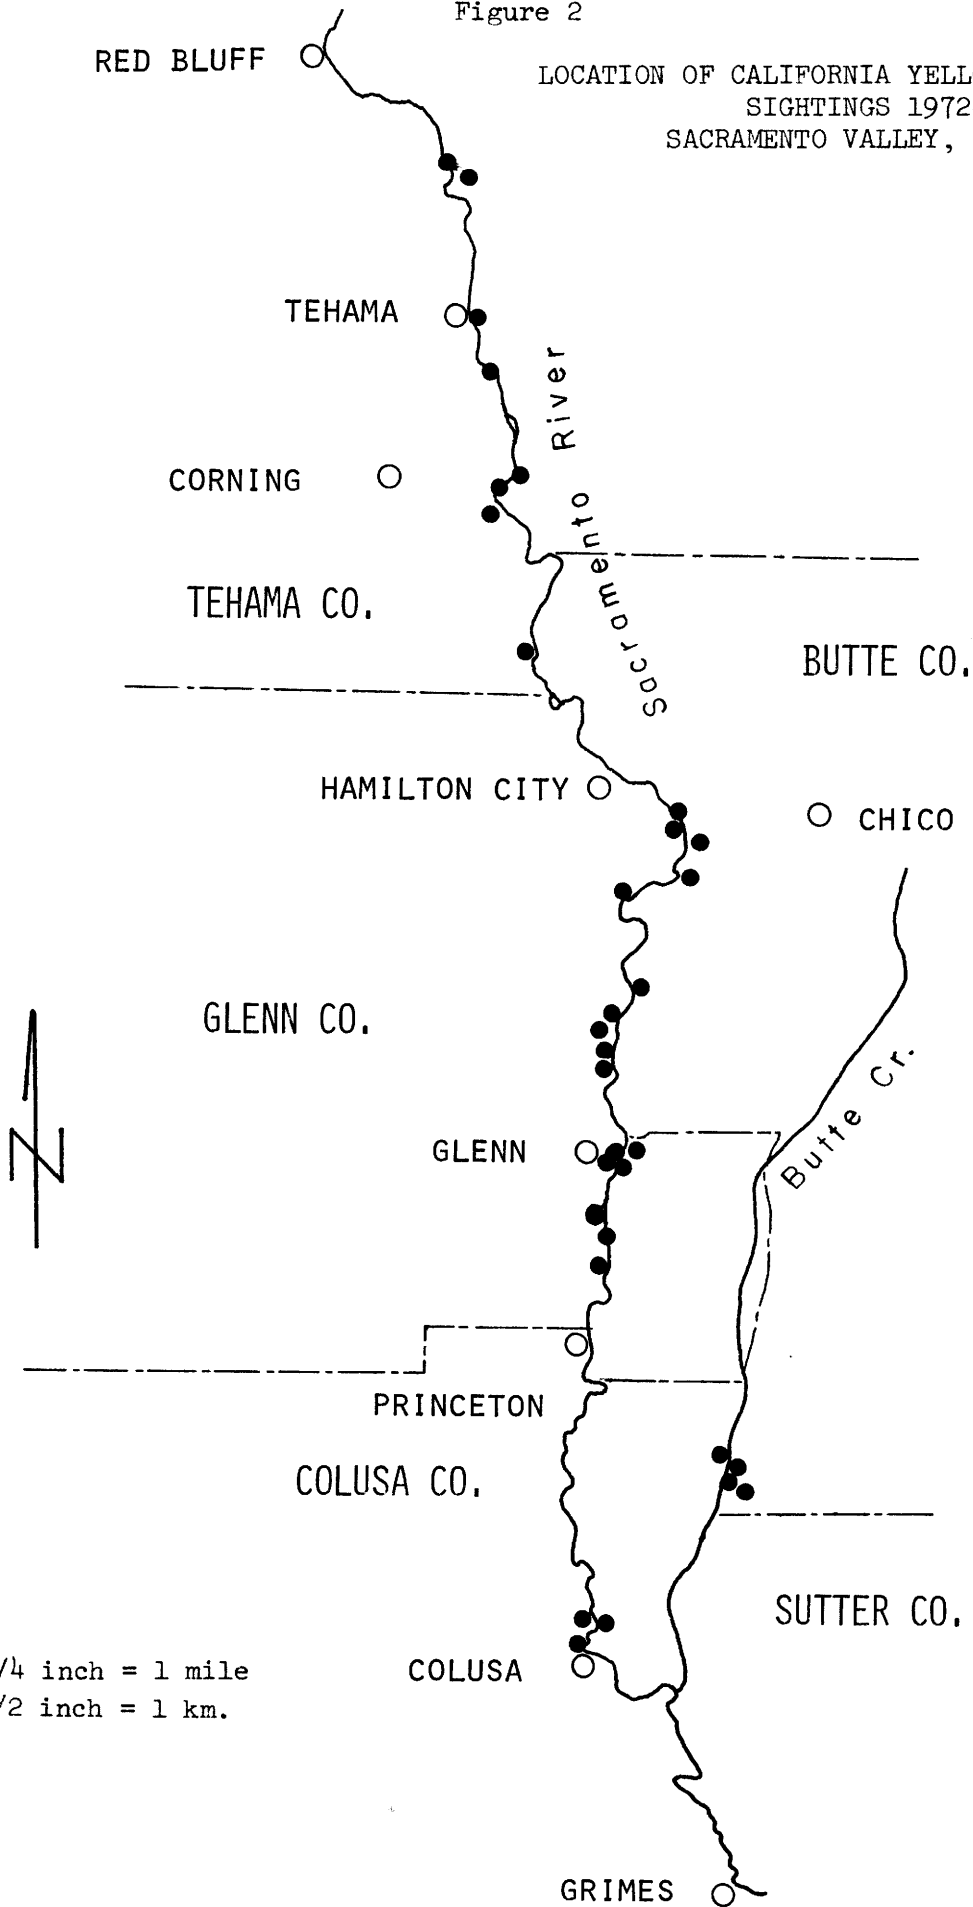 Figure 2
LOCATION OF CALIFORNIA YELL
SIGHTINGS 1972
SACRAMENTO VALLEY,
RED BLUFF
TEHAMA
Sacramento River
CORNING
TEHAMA CO.
BUTTE CO.
HAMILTON CITY
CHICO
GLENN CO.
N
Butte Cr.
GLENN
PRINCETON
COLUSA CO.
SUTTER CO.
COLUSA
/4 inch = 1 mile
/2 inch = 1 km.
GRIMES